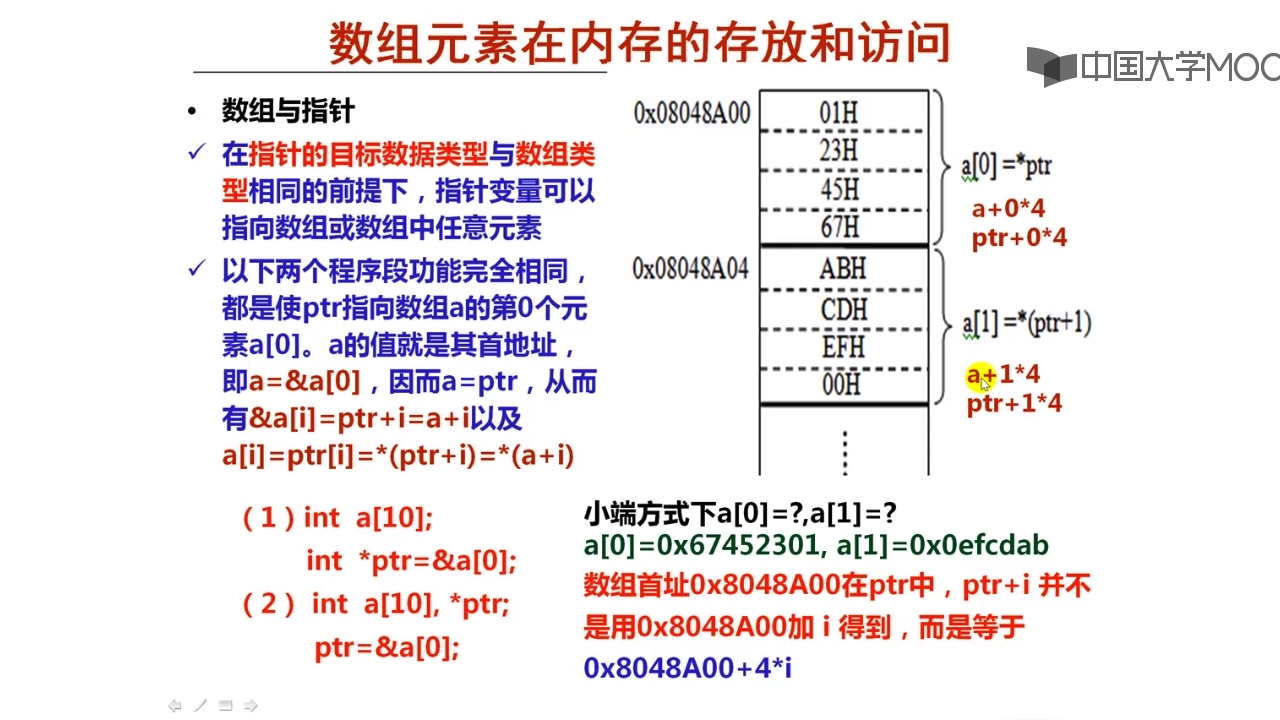 数组元素在内存的存放和访问
中国大学MOO
• 数组与指针
✓ 在指针的目标数据类型与数组类
型相同的前提下，指针变量可以
指向数组或数组中任意元素
✓ 以下两个程序段功能完全相同，
都是使ptr指向数组a的第0个元
素a[0]。a的值就是其首地址，
即a=&a[0]，因而a=ptr，从而
有&a[i]=ptr+i=a+i以及
a[i]=ptr[i]=*(ptr+i)=*(a+i)
（1）int a[10];
int *ptr=&a[0];
（2） int a[10], *ptr;
ptr=&a[0];
0x08048A00
01H
23H
45H
67H
a[0] =*ptr
a+0*4
ptr+0*4
0x08048A04
ABH
CDH
EFH
00H
a[1] =*(ptr+1)
a+1*4
ptr+1*4
小端方式下a[0]=?,a[1]=?
a[0]=0x67452301, a[1]=0x0efcdab
数组首址0x8048A00在ptr中，ptr+i 并不
是用0x8048A00加 i 得到，而是等于
0x8048A00+4*i